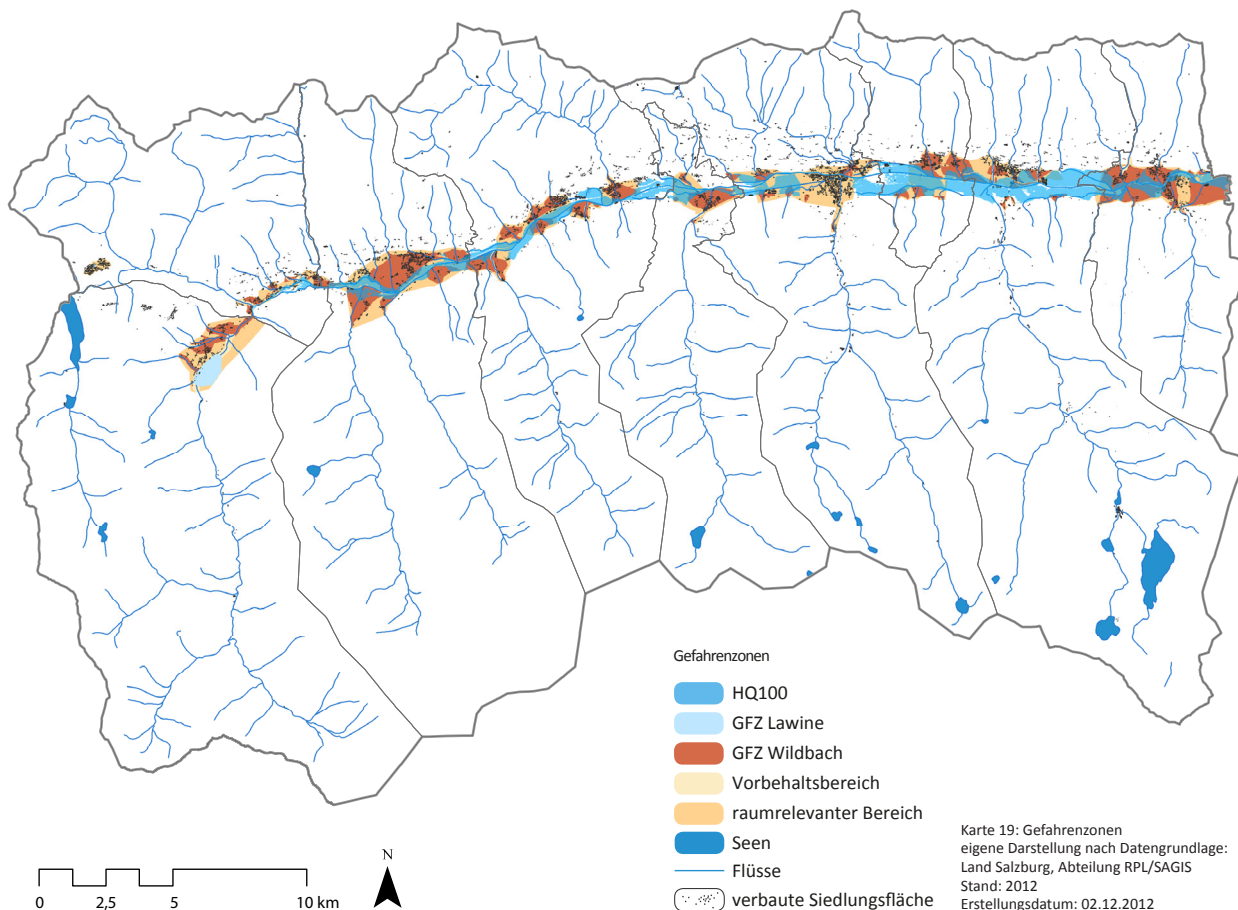 Gefahrenzonen
HQ100
GFZ Lawine
GFZ Wildbach
Vorbehaltsbereich
raumrelevanter Bereich
Seen
Flüsse
verbaute Siedlungsfläche
0 2,5 5 10 km
N
Karte 19: Gefahrenzonen
eigene Darstellung nach Datengrundlage:
Land Salzburg, Abteilung RPL/SAGIS
Stand: 2012
Erstellungsdatum: 02.12.2012